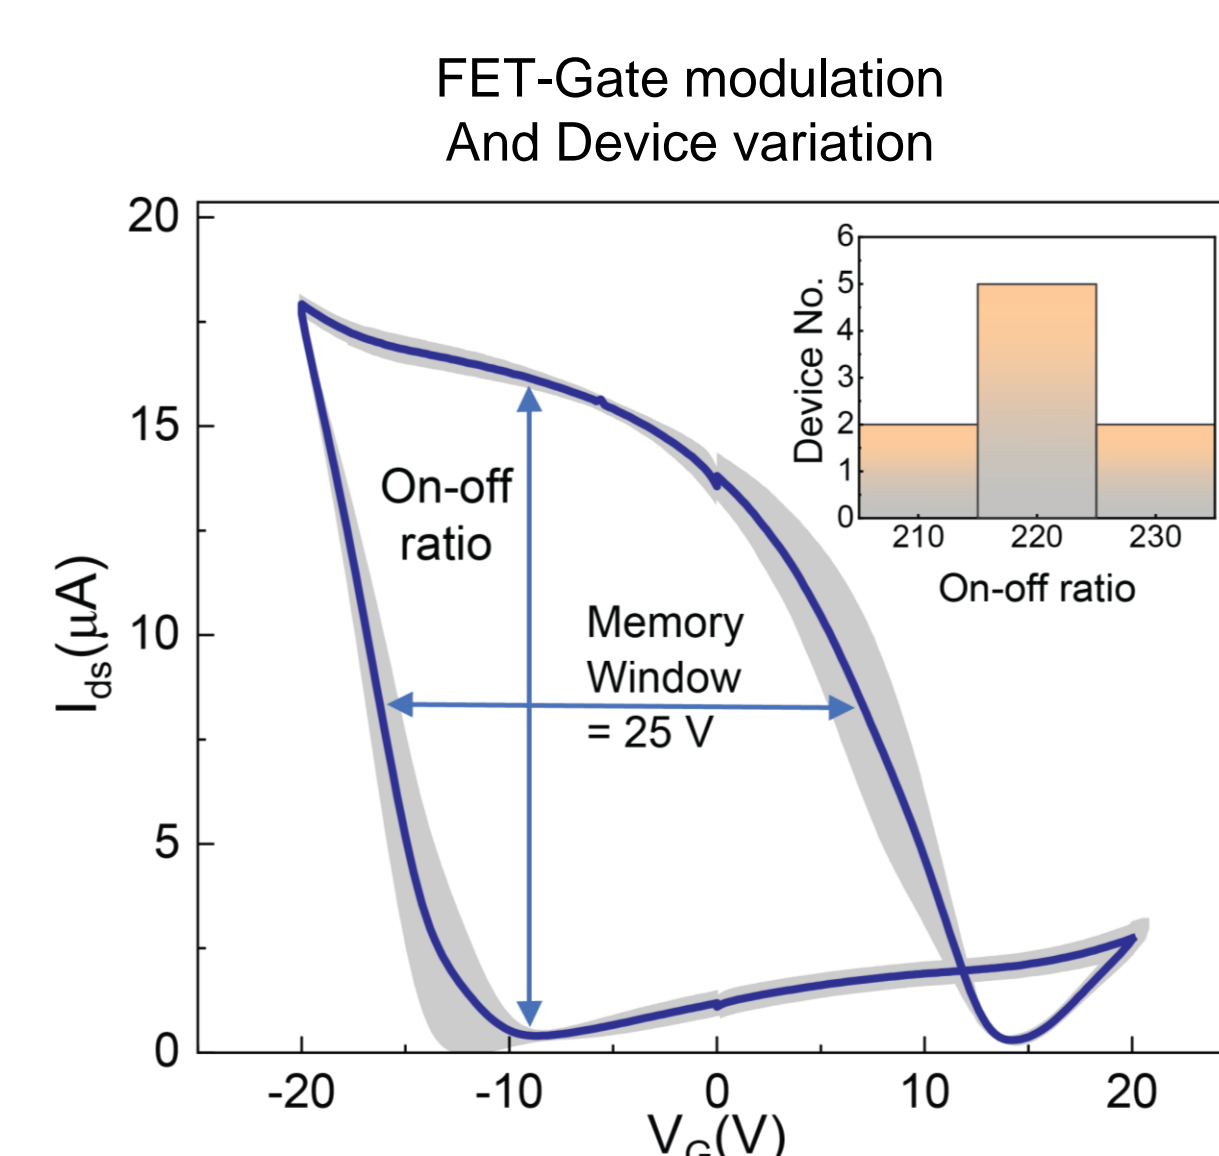 FET-Gate modulation
And Device variation
20
15
10
5
0
I_ds(μA)
-20 -10 0 10 20
V_G(V)
On-off
ratio
Memory
Window
= 25 V
6
5
4
3
2
1
0
Device No.
210 220 230
On-off ratio